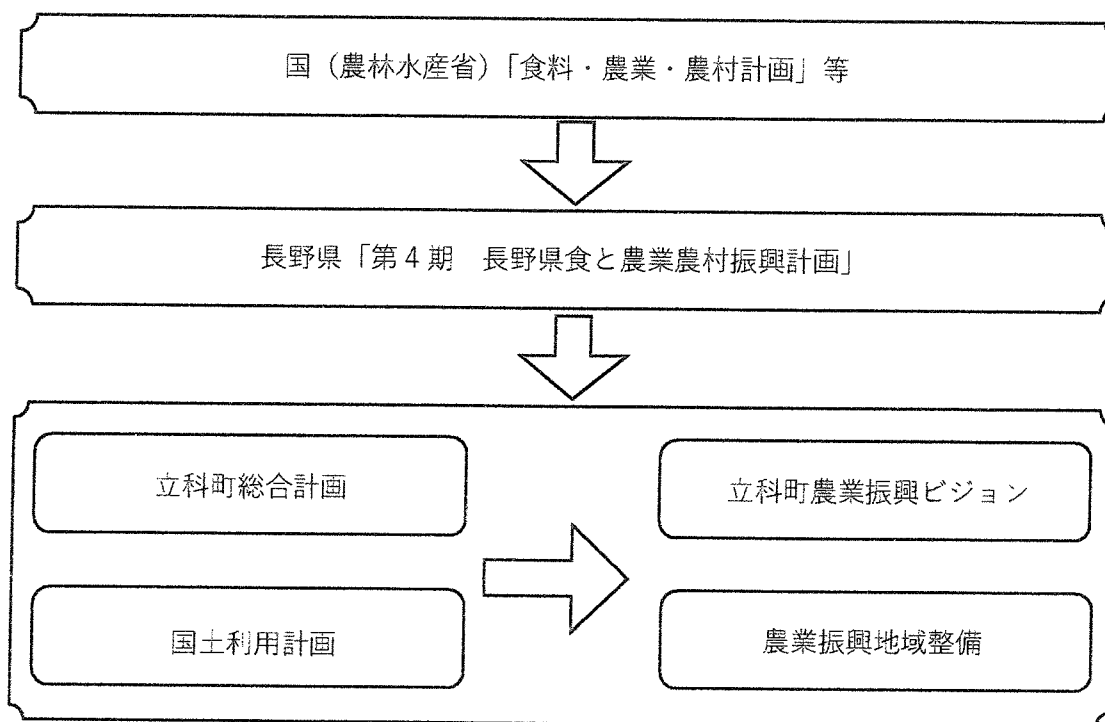 国（農林水産省）「食料・農業・農村計画」等
長野県「第４期　長野県食と農業農村振興計画」
立科町総合計画
立科町農業振興ビジョン
国土利用計画
農業振興地域整備